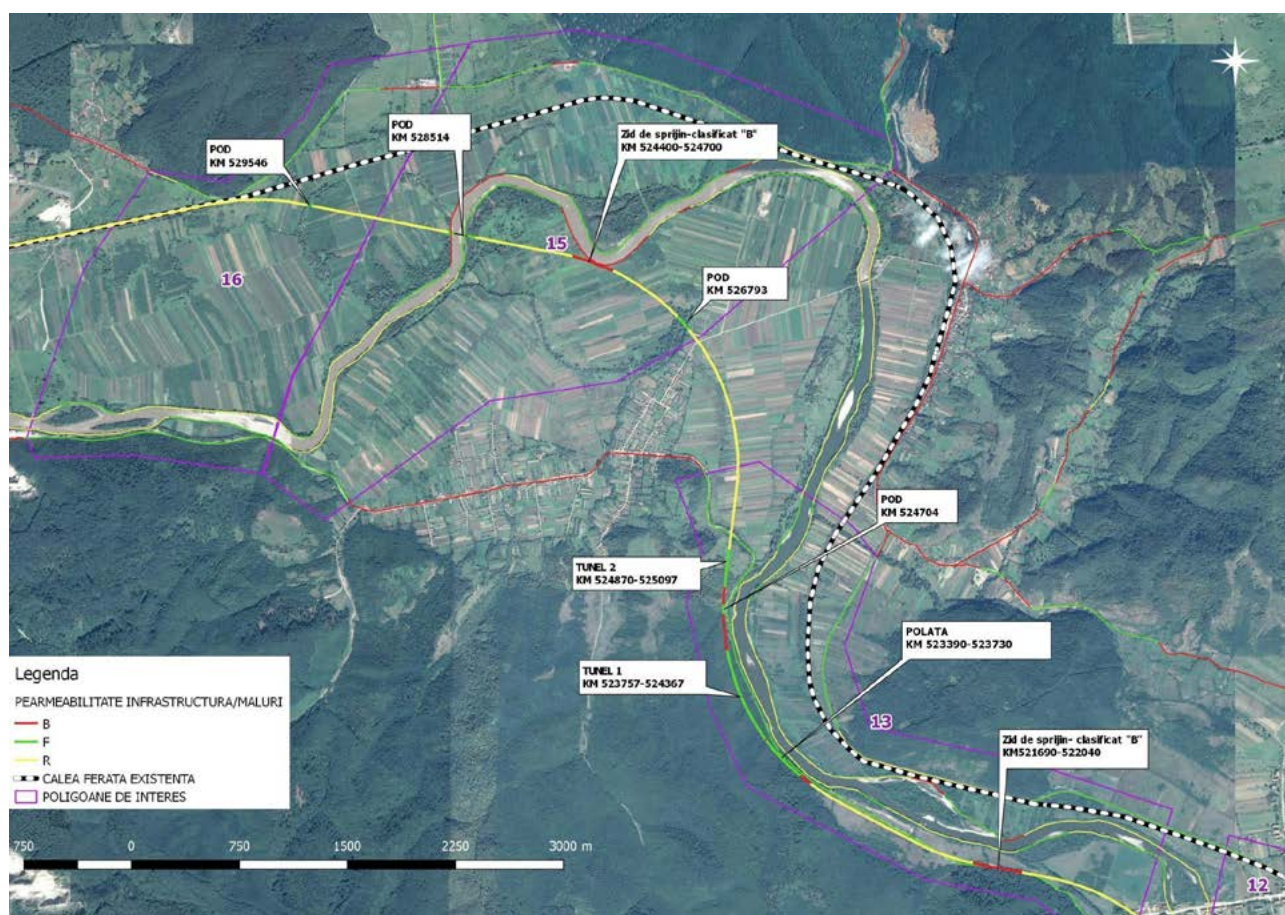 POD
KM 528514
Zid de sprijin-clasificat "B"
KM 524400-524700
POD
KM 529546
15
16
POD
KM 526793
POD
KM 524704
TUNEL 2
KM 524870-525097
POLATA
KM 523390-523730
TUNEL 1
KM 523757-524367
13
Zid de sprijin- clasificat "B"
KM521690-522040
12
Legenda
PEARMEABILITATE INFRASTRUCTURA/MALURI
B
F
R
CALEA FERATA EXISTENTA
POLIGOANE DE INTERES
750 0 750 1500 2250 3000 m